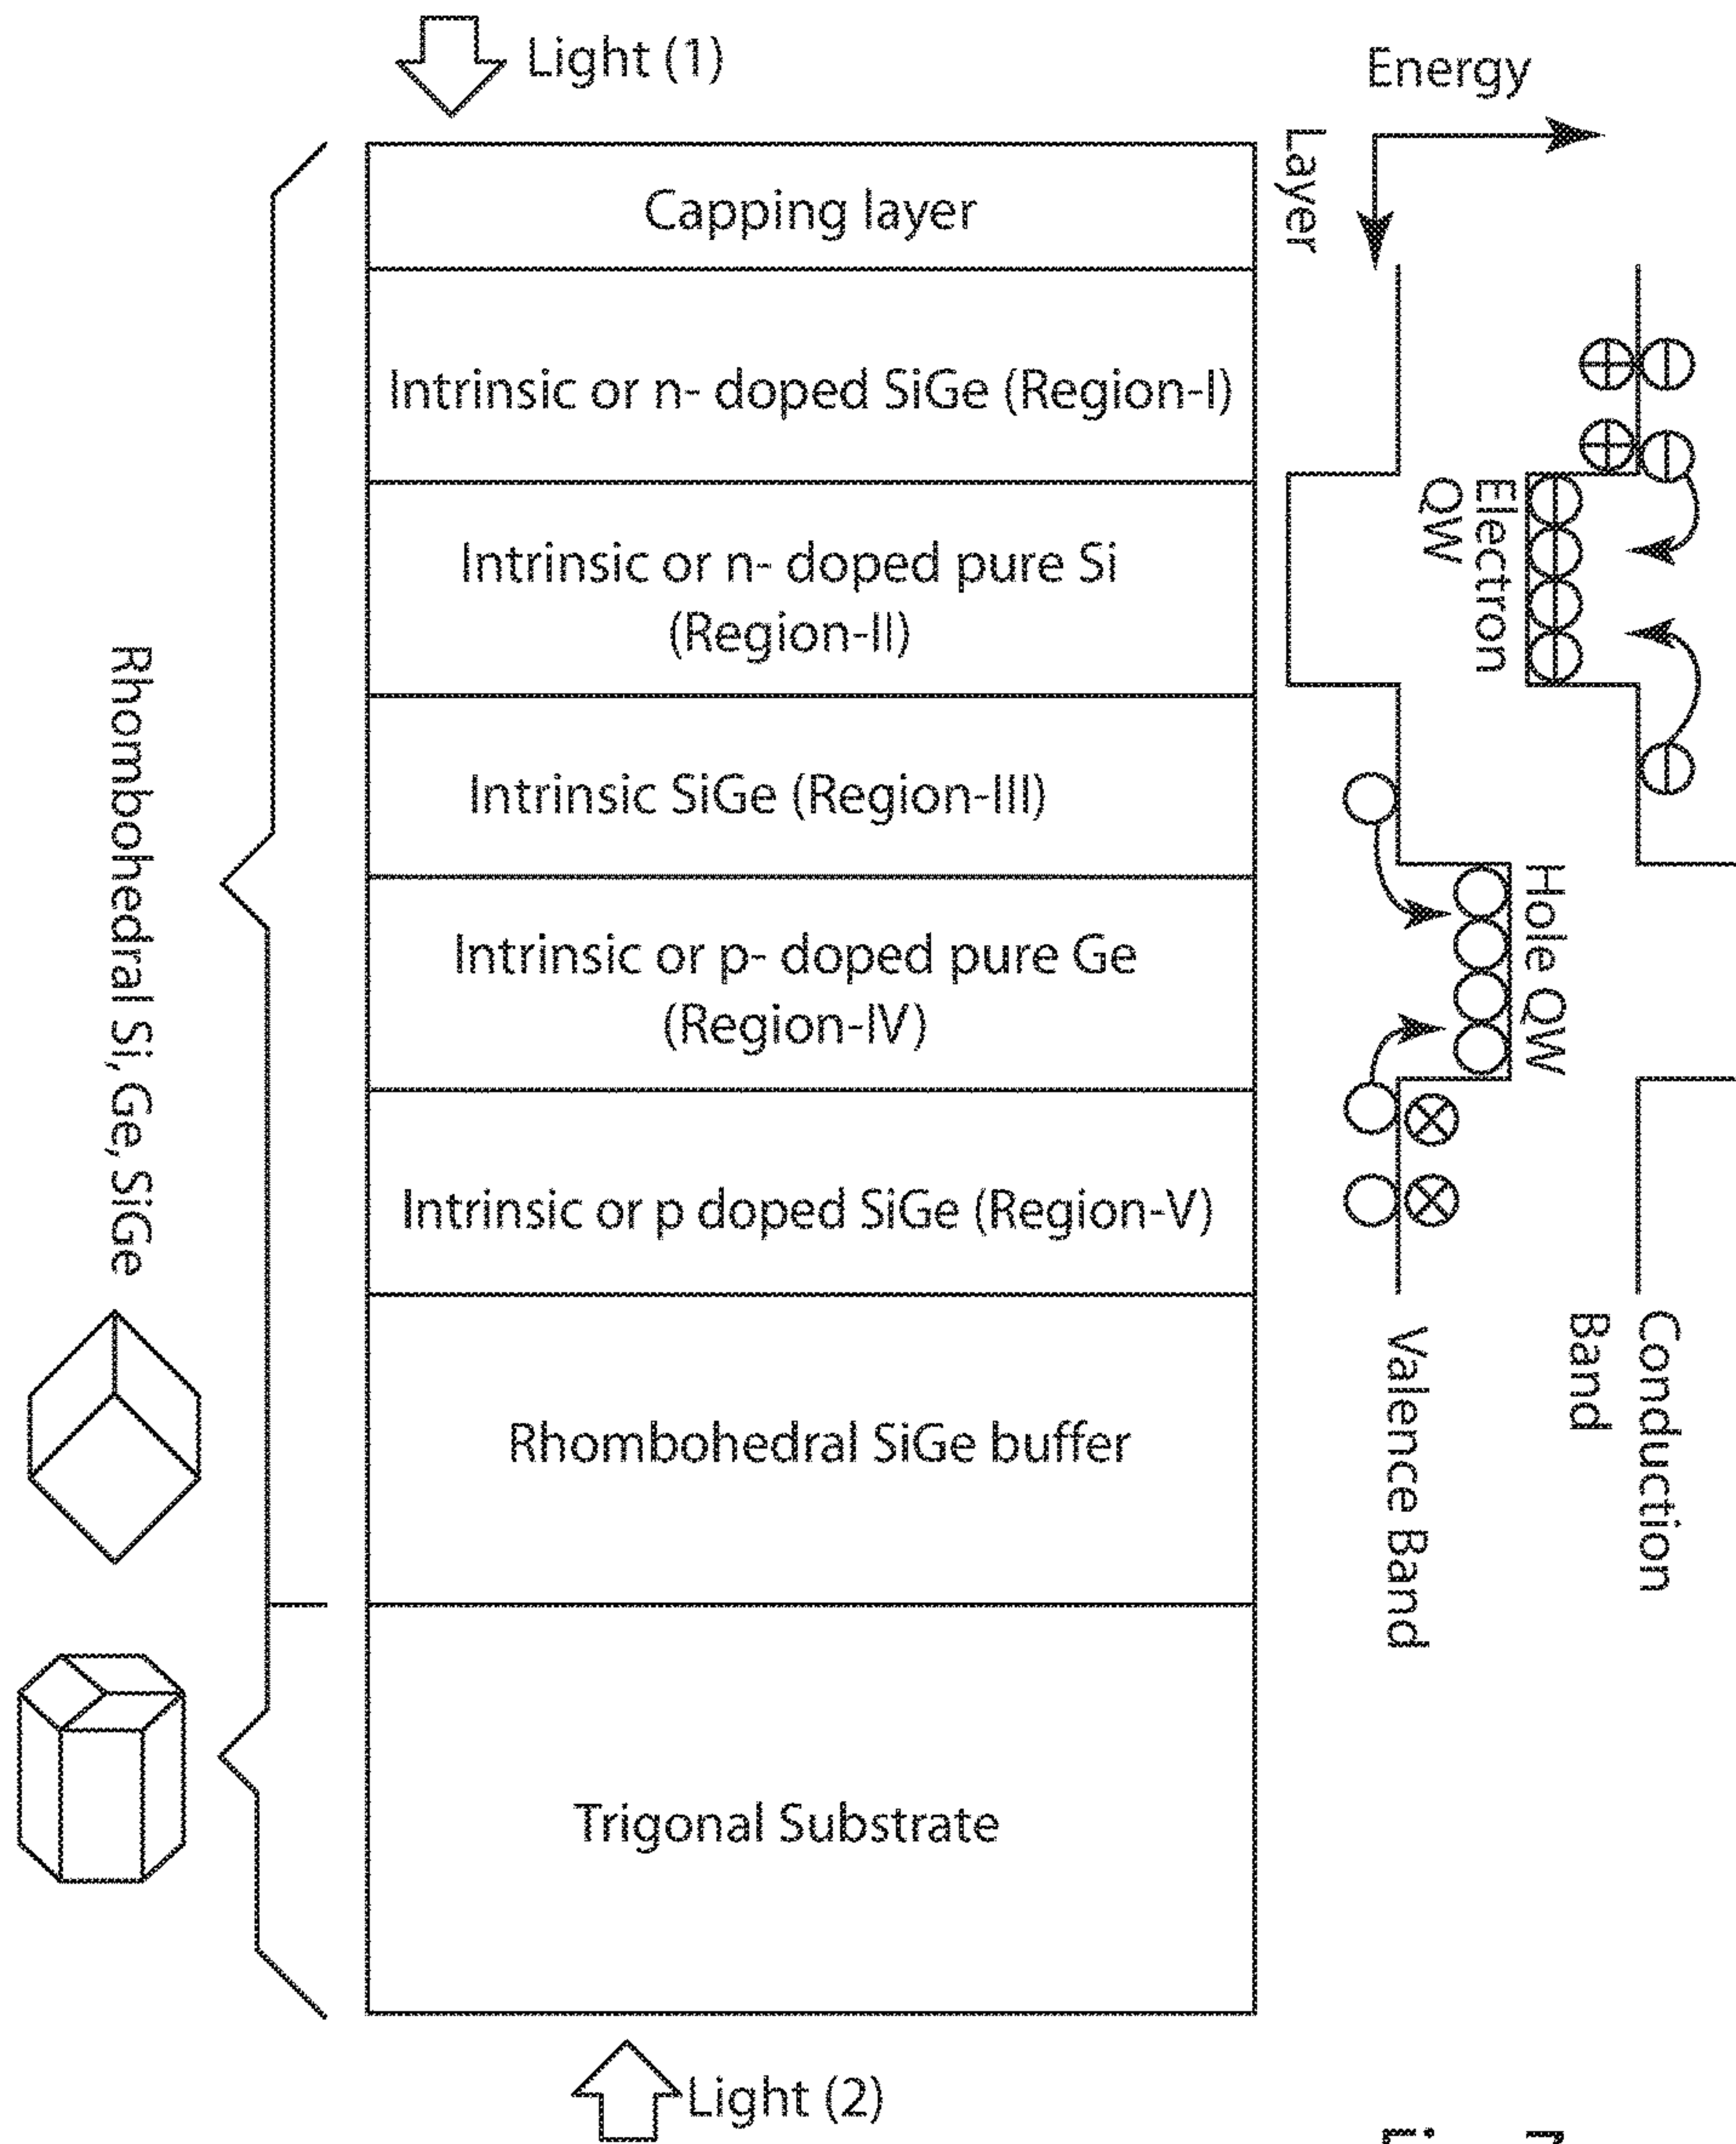 Light (1)
Energy
Layer
Capping layer
Intrinsic or n- doped SiGe (Region-I)
Intrinsic or n- doped pure Si
(Region-II)
Electron
QW
Intrinsic SiGe (Region-III)
Intrinsic or p- doped pure Ge
(Region-IV)
Hole QW
Intrinsic or p doped SiGe (Region-V)
Rhombohedral Si, Ge, SiGe
Conduction
Band
Valence Band
Rhombohedral SiGe buffer
Trigonal Substrate
Light (2)